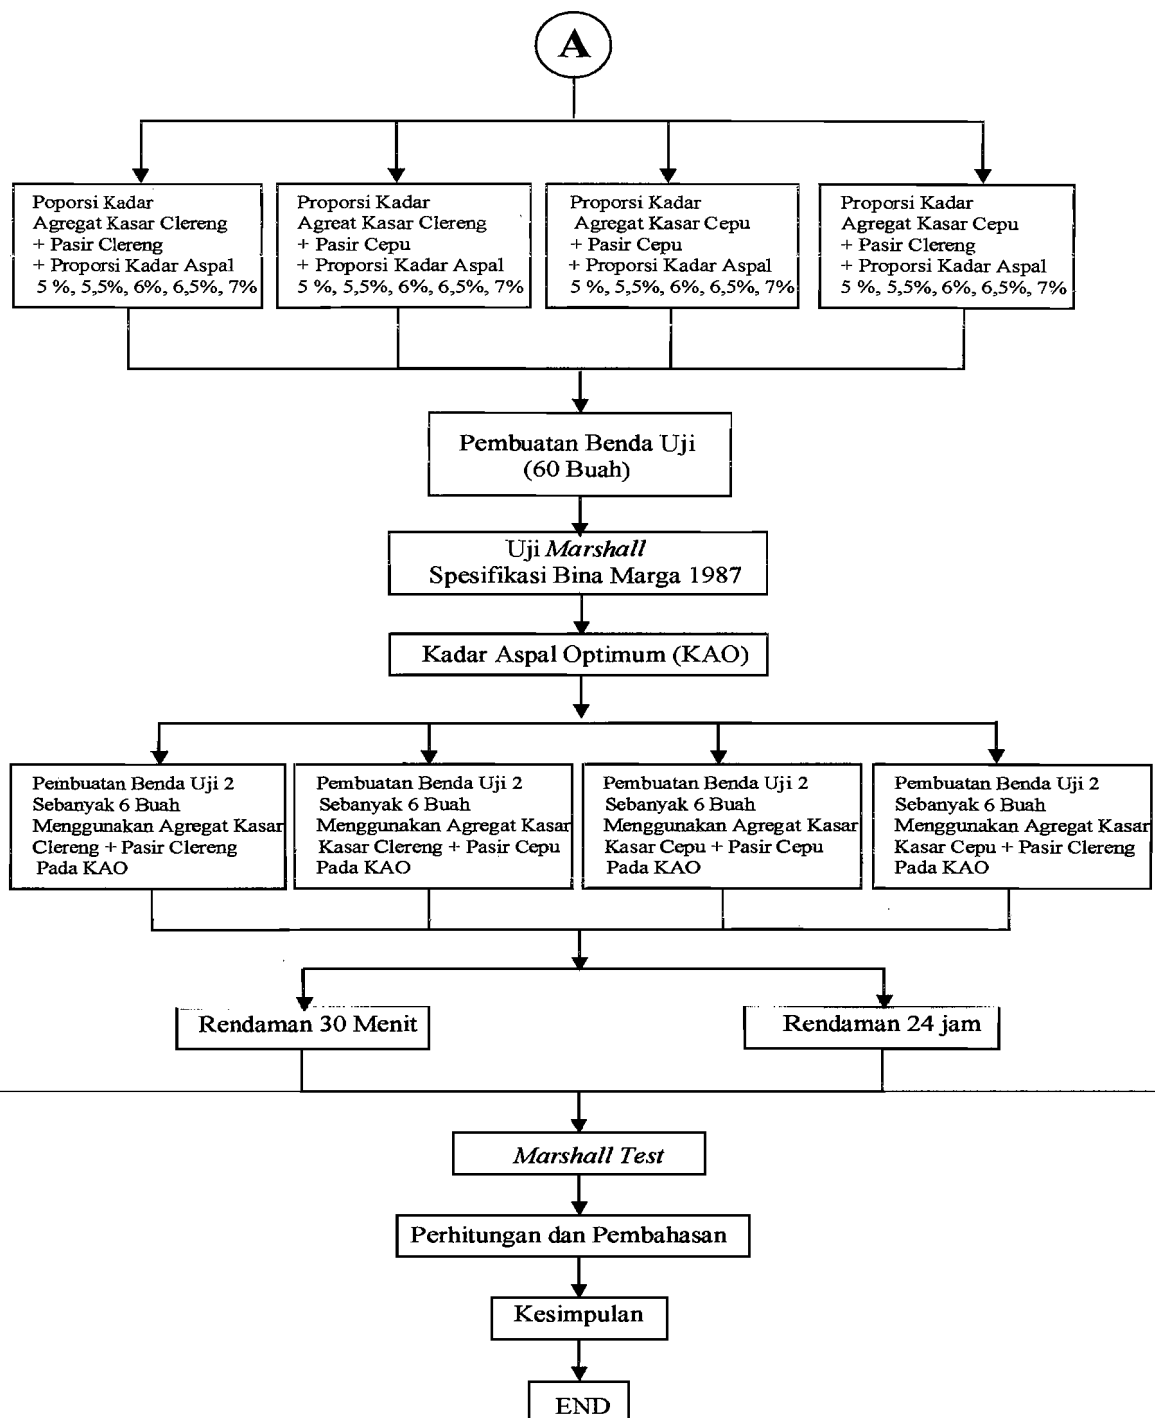 A
Poporsi Kadar
Agregat Kasar Clereng
+ Pasir Clereng
+ Proporsi Kadar Aspal
5 %, 5,5%, 6%, 6,5%, 7%
Proporsi Kadar
Agreat Kasar Clereng
+ Pasir Cepu
+ Proporsi Kadar Aspal
5 %, 5,5%, 6%, 6,5%, 7%
Proporsi Kadar
Agregat Kasar Cepu
+ Pasir Cepu
+ Proporsi Kadar Aspal
5 %, 5,5%, 6%, 6,5%, 7%
Proporsi Kadar
Agregat Kasar Cepu
+ Pasir Clereng
+ Proporsi Kadar Aspal
5 %, 5,5%, 6%, 6,5%, 7%
Pembuatan Benda Uji
(60 Buah)
Uji Marshall
Spesifikasi Bina Marga 1987
Kadar Aspal Optimum (KAO)
Pembuatan Benda Uji 2
Sebanyak 6 Buah
Menggunakan Agregat Kasar
Clereng + Pasir Clereng
Pada KAO
Pembuatan Benda Uji 2
Sebanyak 6 Buah
Menggunakan Agregat Kasar
Kasar Clereng + Pasir Cepu
Pada KAO
Pembuatan Benda Uji 2
Sebanyak 6 Buah
Menggunakan Agregat Kasar
Kasar Cepu + Pasir Cepu
Pada KAO
Pembuatan Benda Uji 2
Sebanyak 6 Buah
Menggunakan Agregat Kasar
Kasar Cepu + Pasir Clereng
Pada KAO
Rendaman 30 Menit
Rendaman 24 jam
Marshall Test
Perhitungan dan Pembahasan
Kesimpulan
END